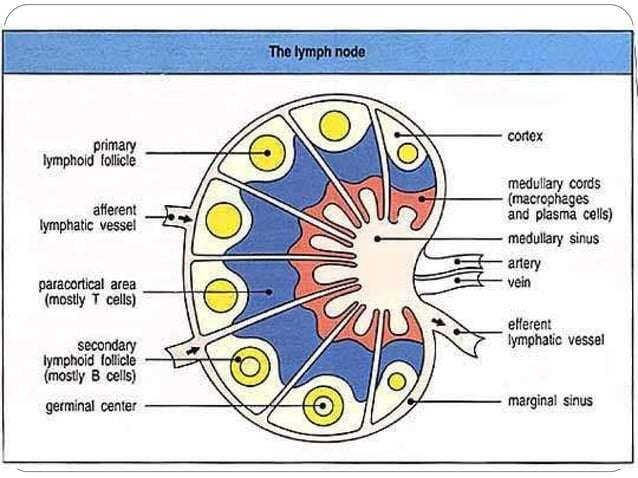 The lymph node
primary
lymphoid follicle
afferent
lymphatic vessel
paracortical area
(mostly T cells)
secondary
lymphoid follicle
(mostly B cells)
germinal center
cortex
medullary cords
(macrophages
and plasma cells)
medullary sinus
artery
vein
efferent
lymphatic vessel
marginal sinus